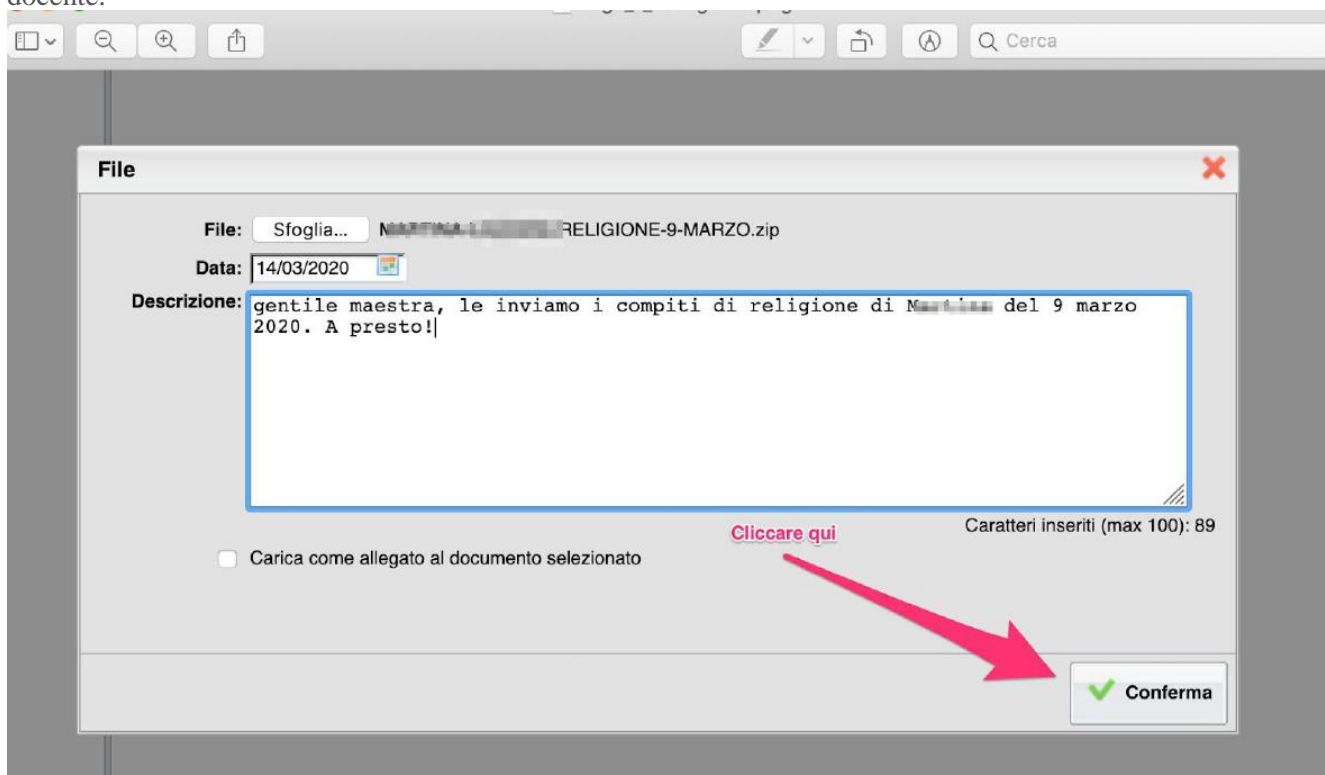 docente.
Cerca
File
File: Sfoglia... RELIGIONE-9-MARZO.zip
Data: 14/03/2020
Descrizione: gentile maestra, le inviamo i compiti di religione di del 9 marzo
2020. A presto!
Caratteri inseriti (max 100): 89
Cliccare qui
Carica come allegato al documento selezionato
Conferma